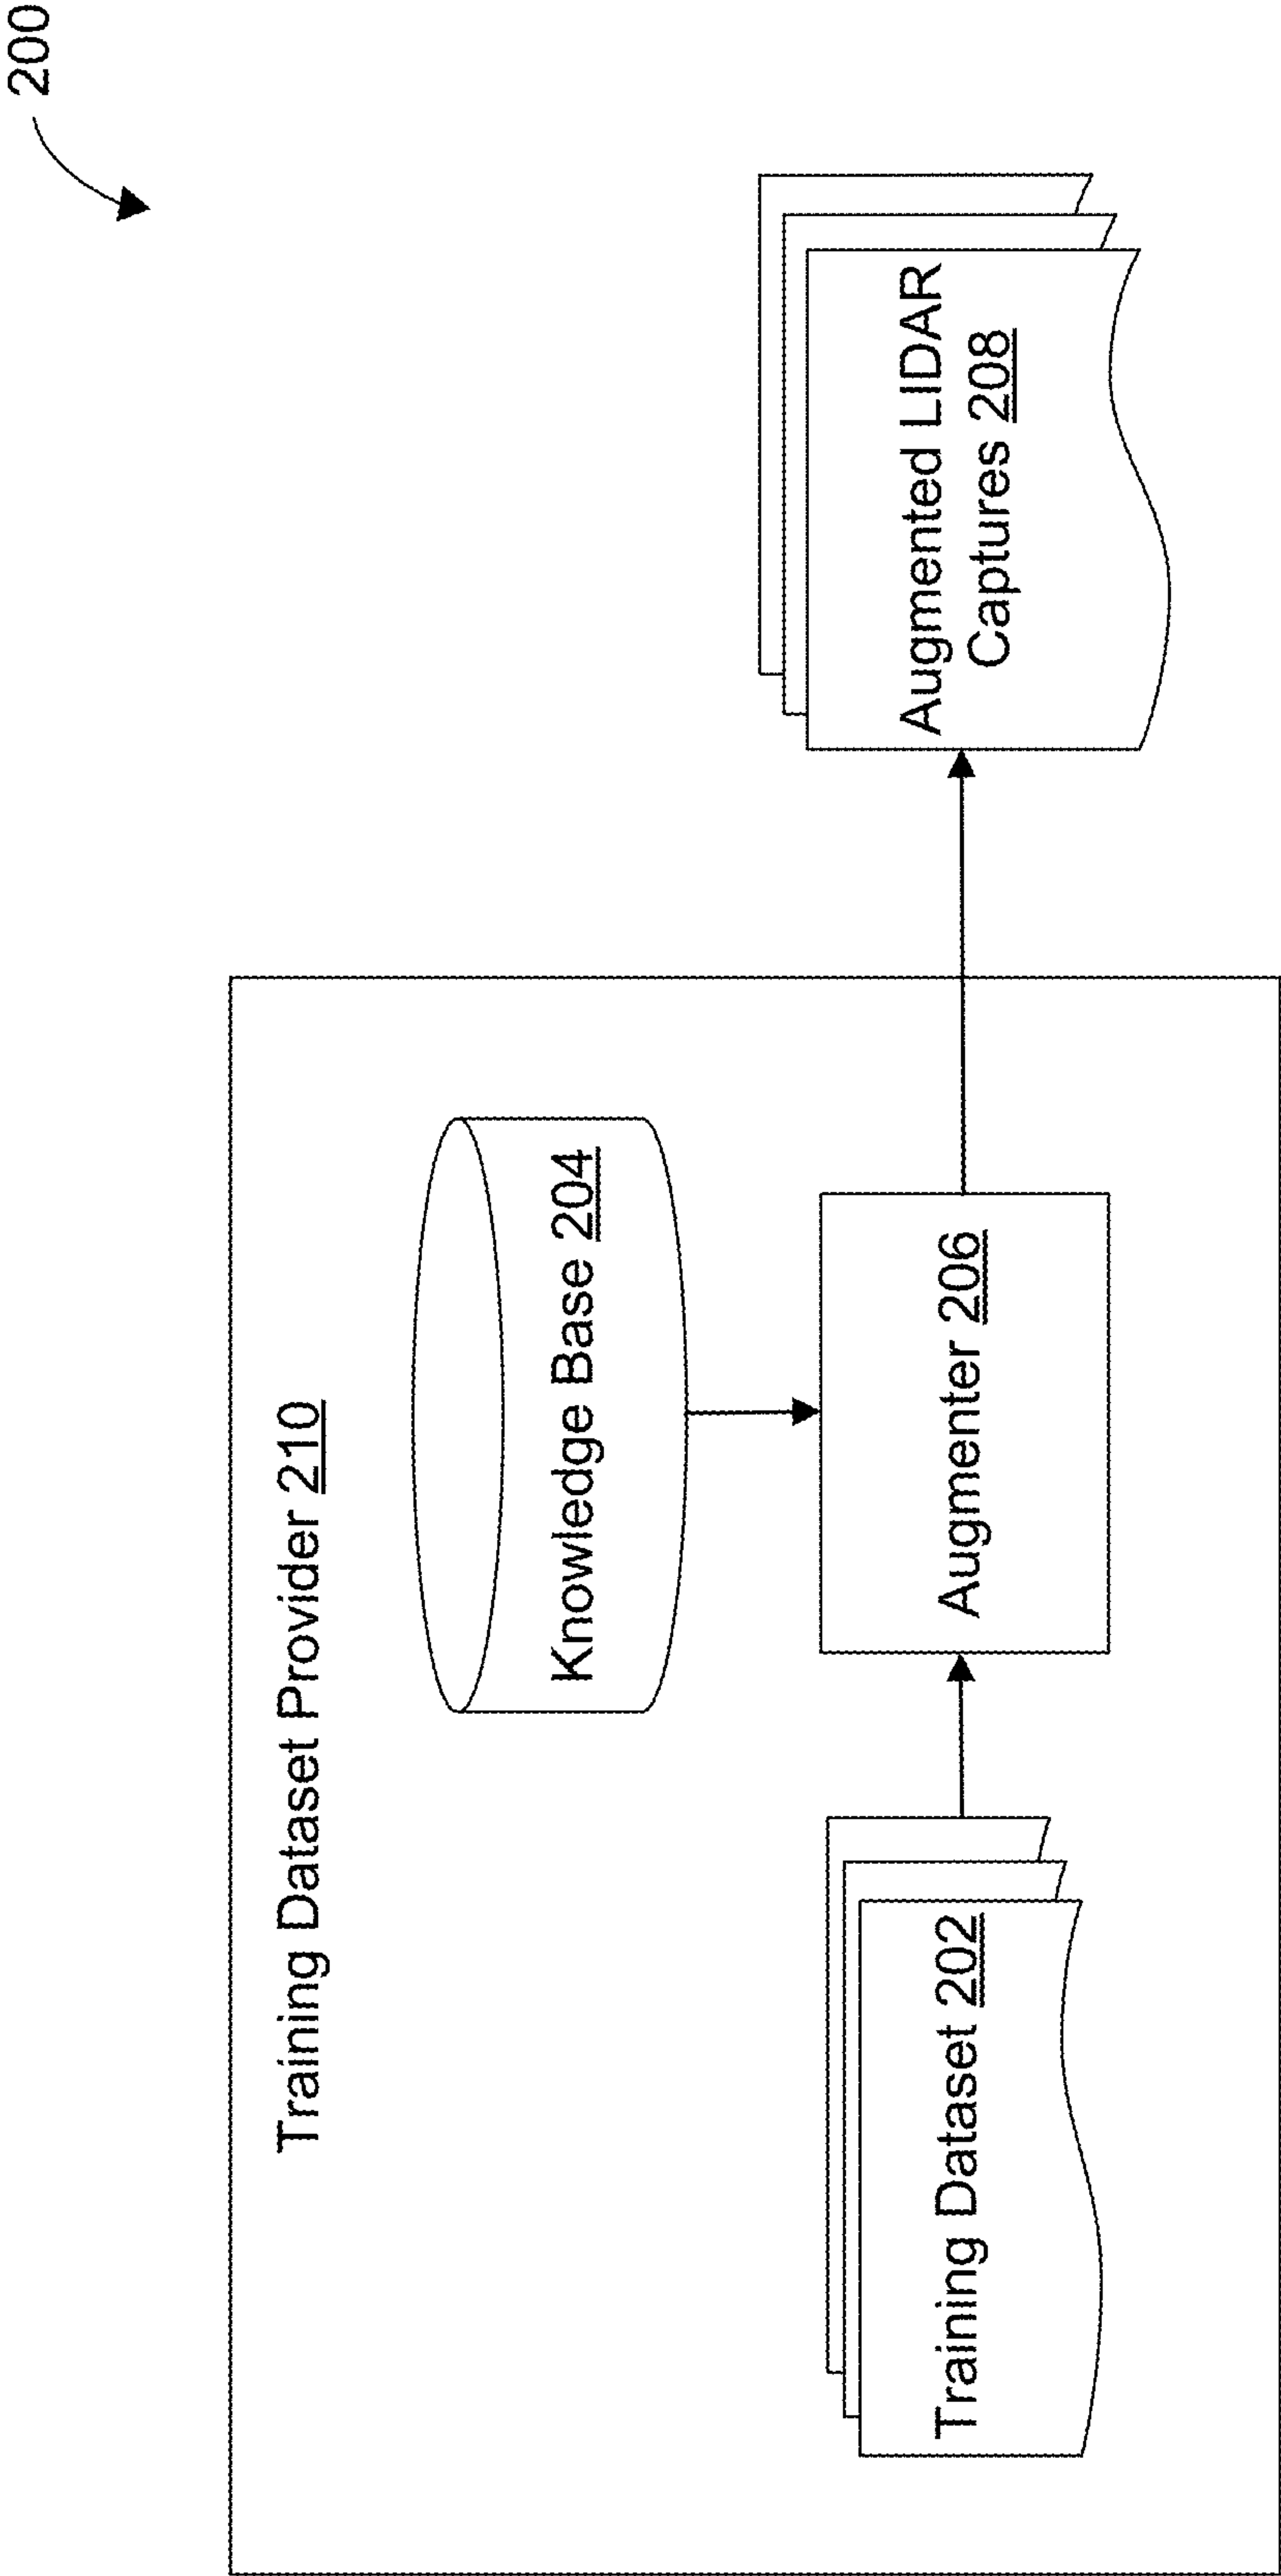 200
Training Dataset Provider 210
Knowledge Base 204
Training Dataset 202
Augmenter 206
Augmented LIDAR
Captures 208